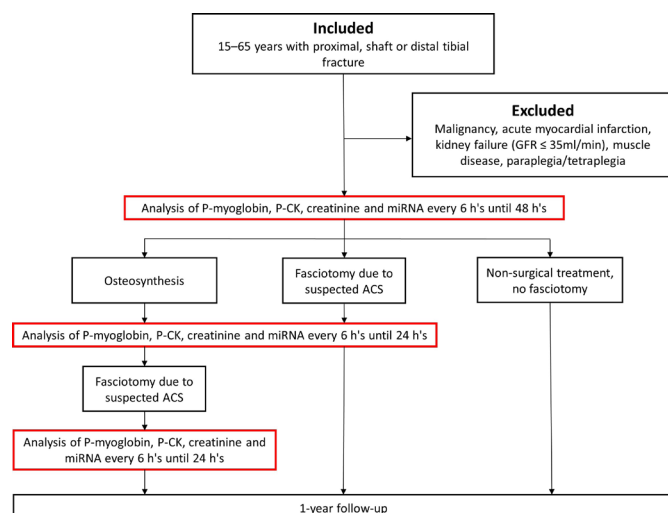 Included
15–65 years with proximal, shaft or distal tibial
fracture
Excluded
Malignancy, acute myocardial infarction,
kidney failure (GFR ≤ 35ml/min), muscle
disease, paraplegia/tetraplegia
Analysis of P-myoglobin, P-CK, creatinine and miRNA every 6 h's until 48 h's
Osteosynthesis
Fasciotomy due to
suspected ACS
Non-surgical treatment,
no fasciotomy
Analysis of P-myoglobin, P-CK, creatinine and miRNA every 6 h's until 24 h's
Fasciotomy due to
suspected ACS
Analysis of P-myoglobin, P-CK, creatinine and
miRNA every 6 h's until 24 h's
1-year follow-up